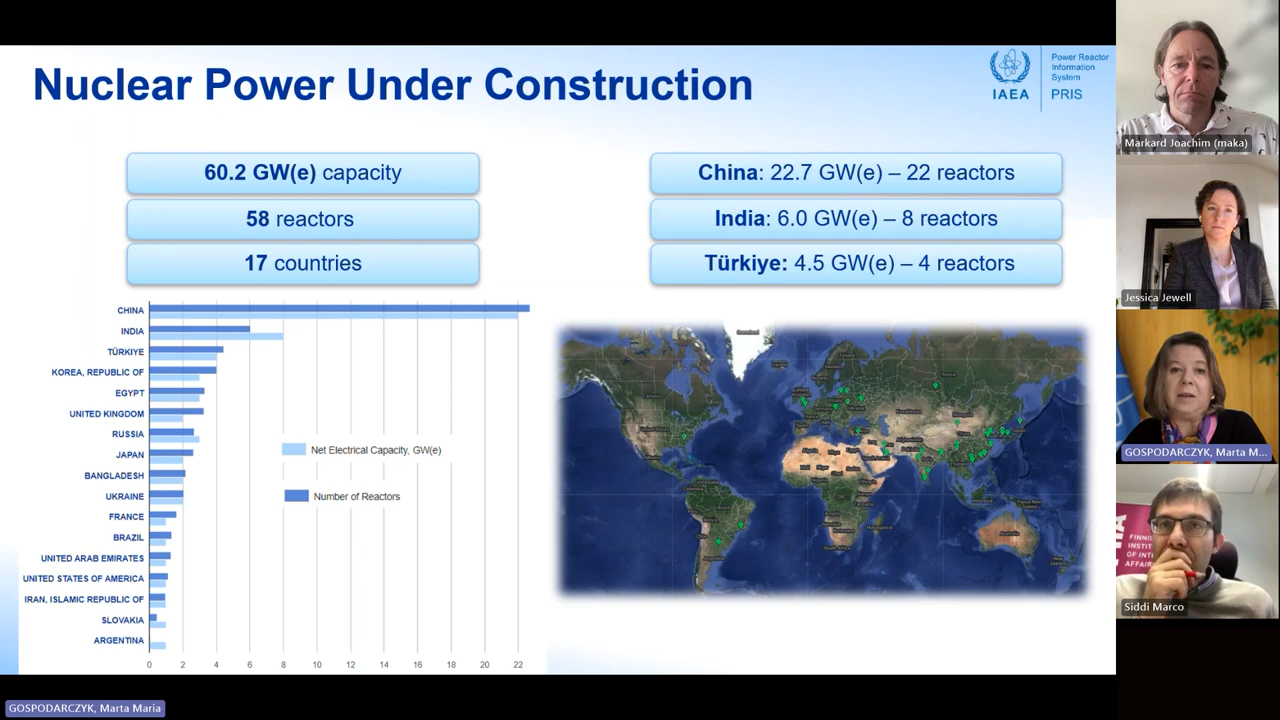 Nuclear Power Under Construction
IAEA
Power Reactor
Information
System
PRIS
60.2 GW(e) capacity
58 reactors
17 countries
China: 22.7 GW(e) – 22 reactors
India: 6.0 GW(e) – 8 reactors
Türkiye: 4.5 GW(e) – 4 reactors
CHINA
INDIA
TÜRKIYE
KOREA, REPUBLIC OF
EGYPT
UNITED KINGDOM
RUSSIA
JAPAN
BANGLADESH
UKRAINE
FRANCE
BRAZIL
UNITED ARAB EMIRATES
UNITED STATES OF AMERICA
IRAN, ISLAMIC REPUBLIC OF
SLOVAKIA
ARGENTINA
0 2 4 6 8 10 12 14 16 18 20 22
Net Electrical Capacity, GW(e)
Number of Reactors
Markard Joachim (maka)
Jessica Jewell
GOSPODARCZYK, Marta M...
FINNIS
INSTIT
OF INTE
AFFAIR
Siddi Marco
GOSPODARCZYK, Marta Maria